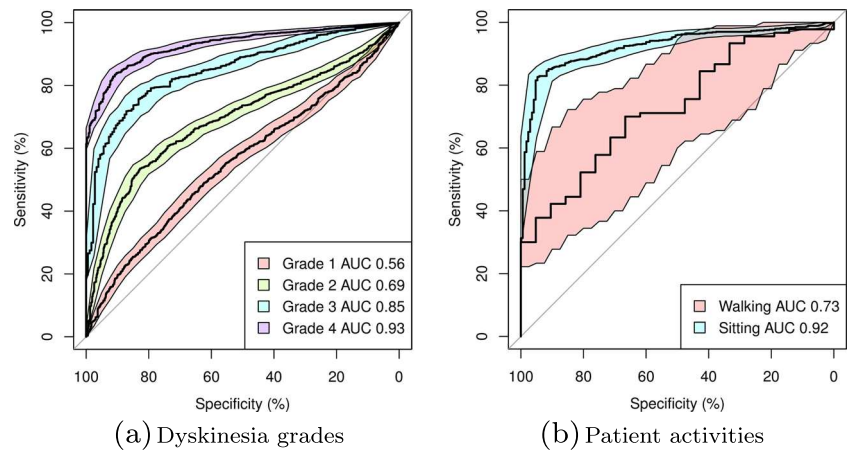 Sensitivity (%)
100
80
60
40
20
0
Grade 1 AUC 0.56
Grade 2 AUC 0.69
Grade 3 AUC 0.85
Grade 4 AUC 0.93
100 80 60 40 20 0
Specificity (%)
(a) Dyskinesia grades
Sensitivity (%)
100
80
60
40
20
0
Walking AUC 0.73
Sitting AUC 0.92
100 80 60 40 20 0
Specificity (%)
(b) Patient activities